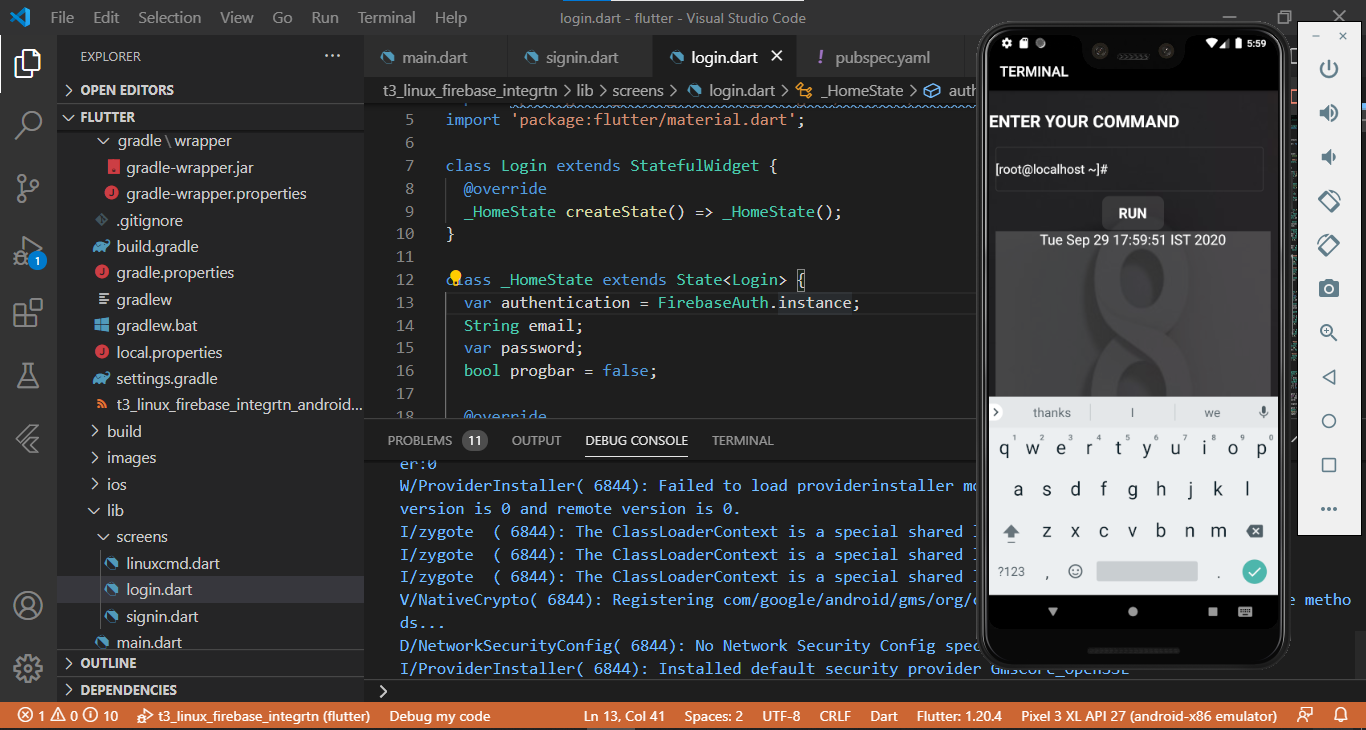 File Edit Selection View Go Run Terminal Help
login.dart - flutter - Visual Studio Code
EXPLORER
OPEN EDITORS
FLUTTER
gradle \ wrapper
gradle-wrapper.jar
gradle-wrapper.properties
.gitignore
build.gradle
gradle.properties
gradlew
gradlew.bat
local.properties
settings.gradle
t3_linux_firebase_integrtn_android...
build
images
ios
lib
screens
linuxcmd.dart
login.dart
signin.dart
main.dart
OUTLINE
DEPENDENCIES
1
main.dart signin.dart login.dart pubspec.yaml
t3_linux_firebase_integrtn > lib > screens > login.dart > _HomeState > auth
5 import 'package:flutter/material.dart';
6
7 class Login extends StatefulWidget {
8 @override
9 _HomeState createState() => _HomeState();
10 }
11
12 class _HomeState extends State<Login> {
13 var authentication = FirebaseAuth.instance;
14 String email;
15 var password;
16 bool progbar = false;
17
18 @override
PROBLEMS 11 OUTPUT DEBUG CONSOLE TERMINAL
er:0
W/ProviderInstaller( 6844): Failed to load providerinstaller mo
version is 0 and remote version is 0.
I/zygote  ( 6844): The ClassLoaderContext is a special shared l
I/zygote  ( 6844): The ClassLoaderContext is a special shared l
I/zygote  ( 6844): The ClassLoaderContext is a special shared l
V/NativeCrypto( 6844): Registering com/google/android/gms/org/c
e metho
ds...
D/NetworkSecurityConfig( 6844): No Network Security Config spec
I/ProviderInstaller( 6844): Installed default security provider GmsCore_OpenSSL
5:59
TERMINAL
ENTER YOUR COMMAND
[root@localhost ~]#
RUN
Tue Sep 29 17:59:51 IST 2020
thanks I we
1 2 3 4 5 6 7 8 9 0
q w e r t y u i o p
a s d f g h j k l
z x c v b n m
?123 , .
1 0 10 t3_linux_firebase_integrtn (flutter) Debug my code Ln 13, Col 41 Spaces: 2 UTF-8 CRLF Dart Flutter: 1.20.4 Pixel 3 XL API 27 (android-x86 emulator)